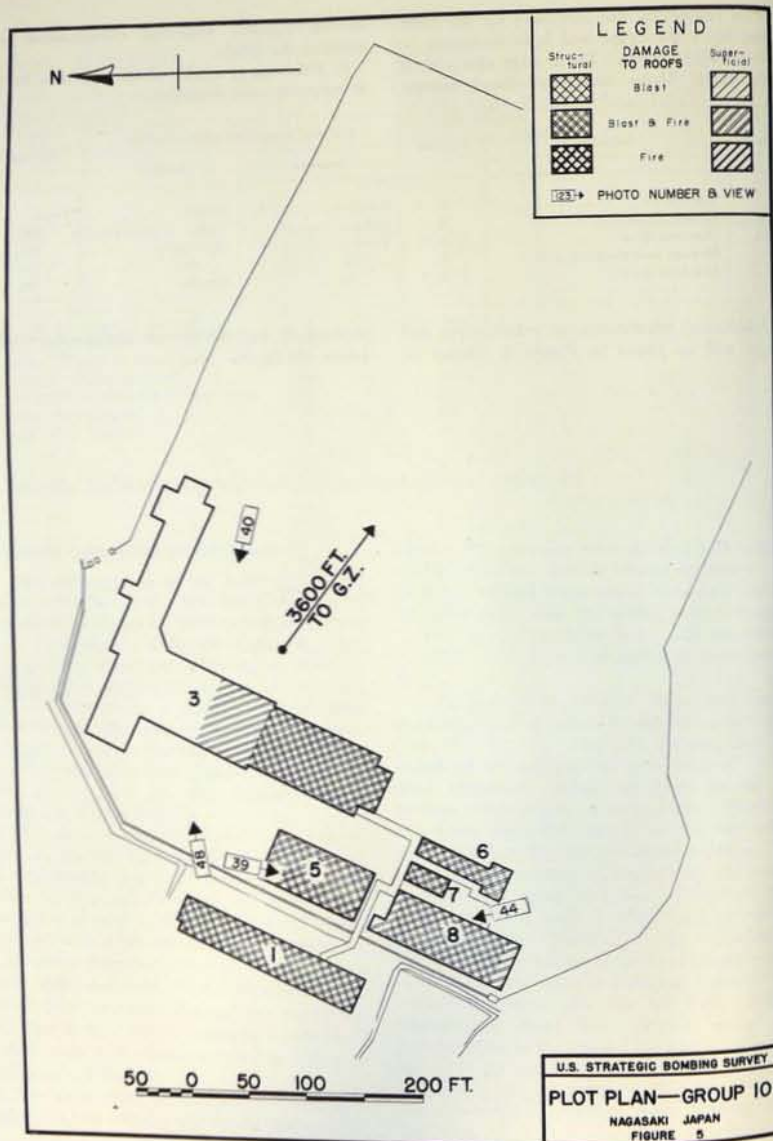 LEGEND
Struc-
tural
DAMAGE
TO ROOFS
Super-
ficial
Blast
Blast & Fire
Fire
123 PHOTO NUMBER & VIEW
N
40
3600 FT.
TO G.Z.
3
48
39
5
6
7
44
8
1
50 0 50 100 200 FT.
U.S. STRATEGIC BOMBING SURVEY
PLOT PLAN—GROUP 10
NAGASAKI JAPAN
FIGURE 5